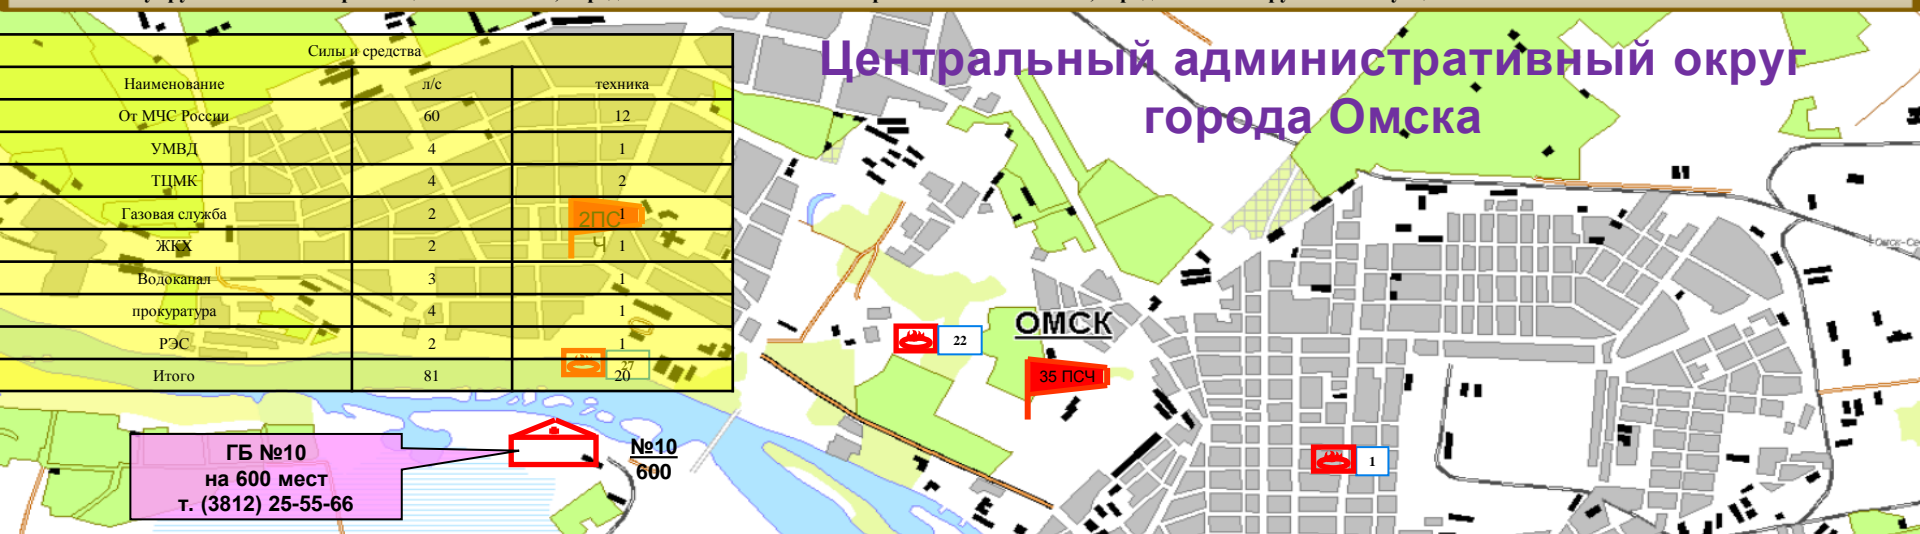 Центральный административный округ
города Омска
Силы и средства
Наименование л/с техника
От МЧС России 60 12
УМВД 4 1
ТЦМК 4 2
Газовая служба 2 1
ЖКХ 2 1
Водоканал 3 1
прокуратура 4 1
РЭС 2 1
Итого 81 20
2ПС
Ч
27
22
ОМСК
35 ПСЧ
1
ГБ №10
на 600 мест
т. (3812) 25-55-66
№10
600